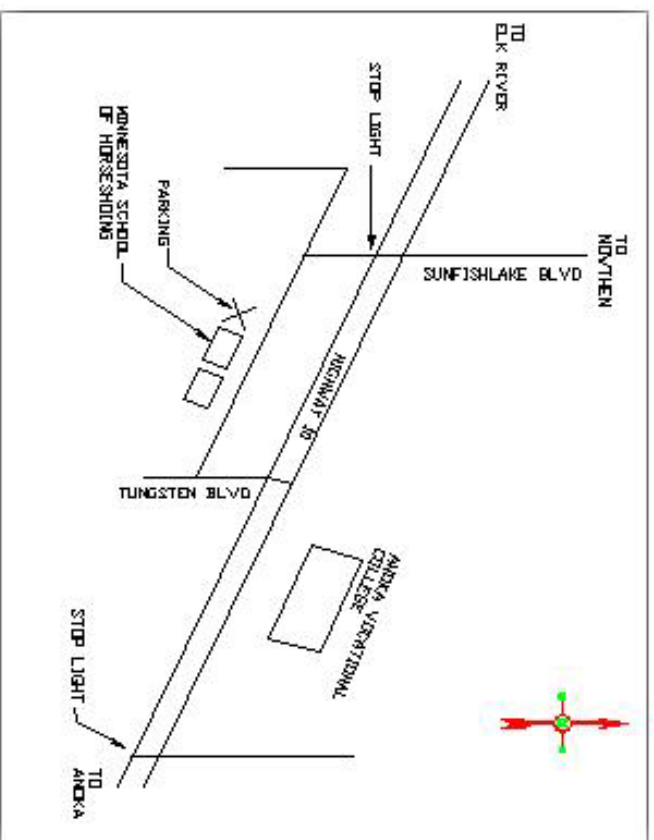 TO
ELK RIVER
STOP LIGHT
TO
NOWTHEN
SUNFISHLAKE BLVD
PARKING
MINNESOTA SCHOOL
OF HORSESHOING
HIGHWAY 10
TUNGSTEN BLVD
ANOKA VOCATIONAL
COLLEGE
STOP LIGHT
TO
ANOKA